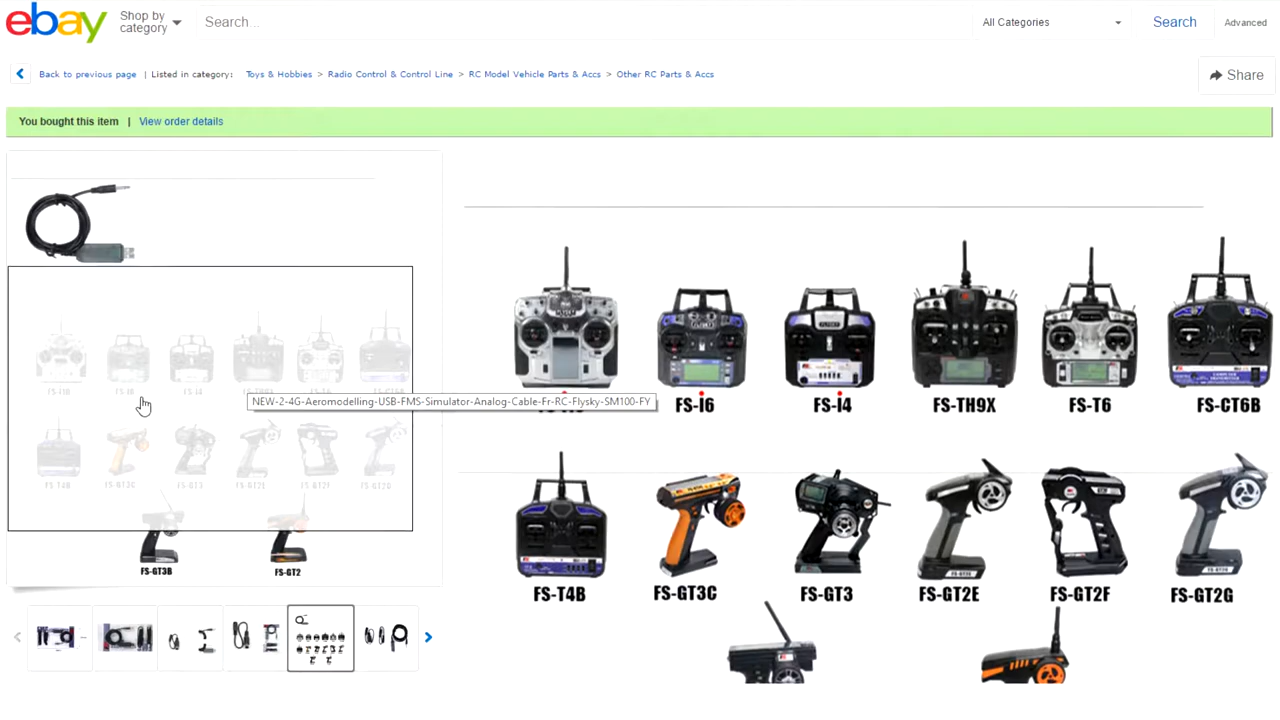 ebay
Shop by category
Search...
All Categories
Search
Advanced
Back to previous page | Listed in category: Toys & Hobbies > Radio Control & Control Line > RC Model Vehicle Parts & Accs > Other RC Parts & Accs
Share
You bought this item | View order details
NEW-2-4G-Aeromodelling-USB-FMS-Simulator-Analog-Cable-Fr-RC-Flysky-SM100-FY
FS-i6
FS-i4
FS-TH9X
FS-T6
FS-CT6B
FS-T4B
FS-GT3C
FS-GT3
FS-GT2E
FS-GT2F
FS-GT2G
FS-GT3B
FS-GT2